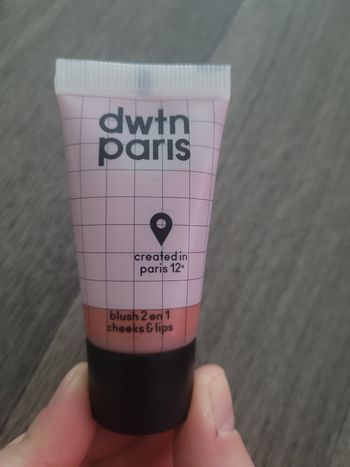 dwtn
paris
created in
paris 12e
blush 2 en 1
cheeks & lips